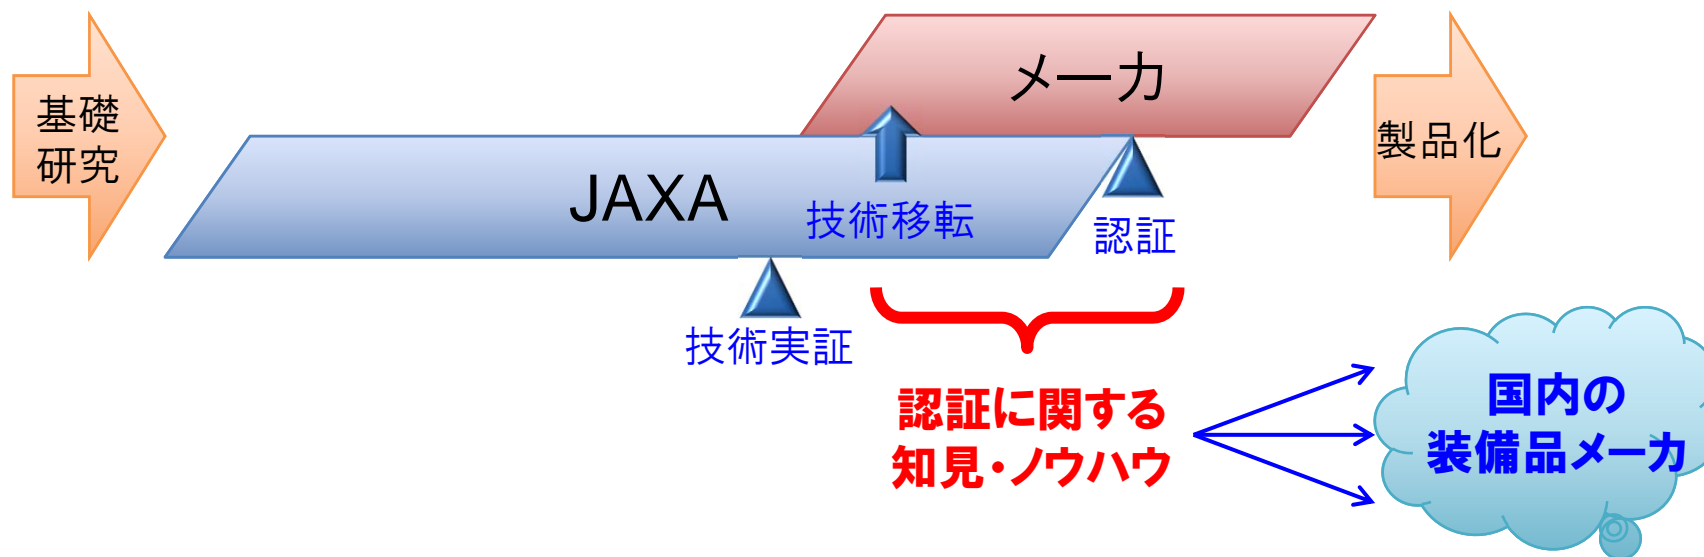 基礎
研究
メーカ
製品化
JAXA
技術移転
認証
技術実証
認証に関する
知見・ノウハウ
国内の
装備品メーカ